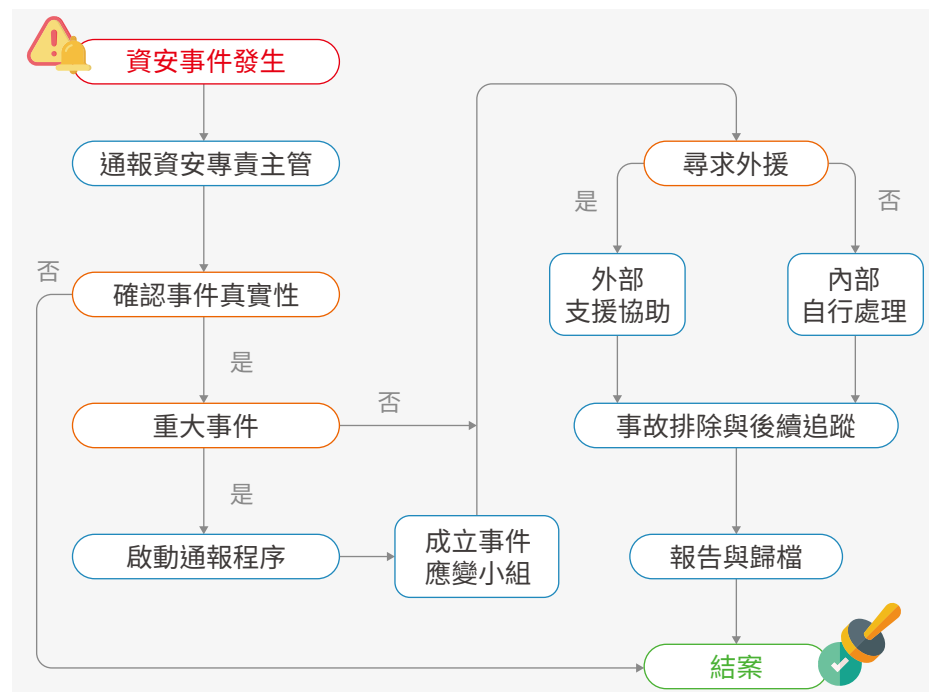 資安事件發生
通報資安專責主管
否
確認事件真實性
是
重大事件
否
是
啟動通報程序
成立事件
應變小組
尋求外援
是
否
外部
支援協助
內部
自行處理
事故排除與後續追蹤
報告與歸檔
結案